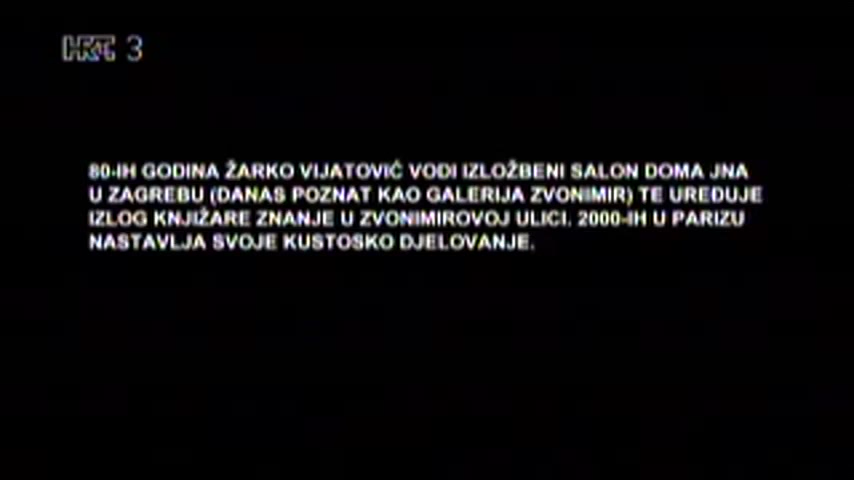 HRT 3
80-IH GODINA ŽARKO VIJATOVIĆ VODI IZLOŽBENI SALON DOMA JNA
U ZAGREBU (DANAS POZNAT KAO GALERIJA ZVONIMIR) TE UREĐUJE
IZLOG KNJIŽARE ZNANJE U ZVONIMIROVOJ ULICI. 2000-IH U PARIZU
NASTAVLJA SVOJE KUSTOSKO DJELOVANJE.